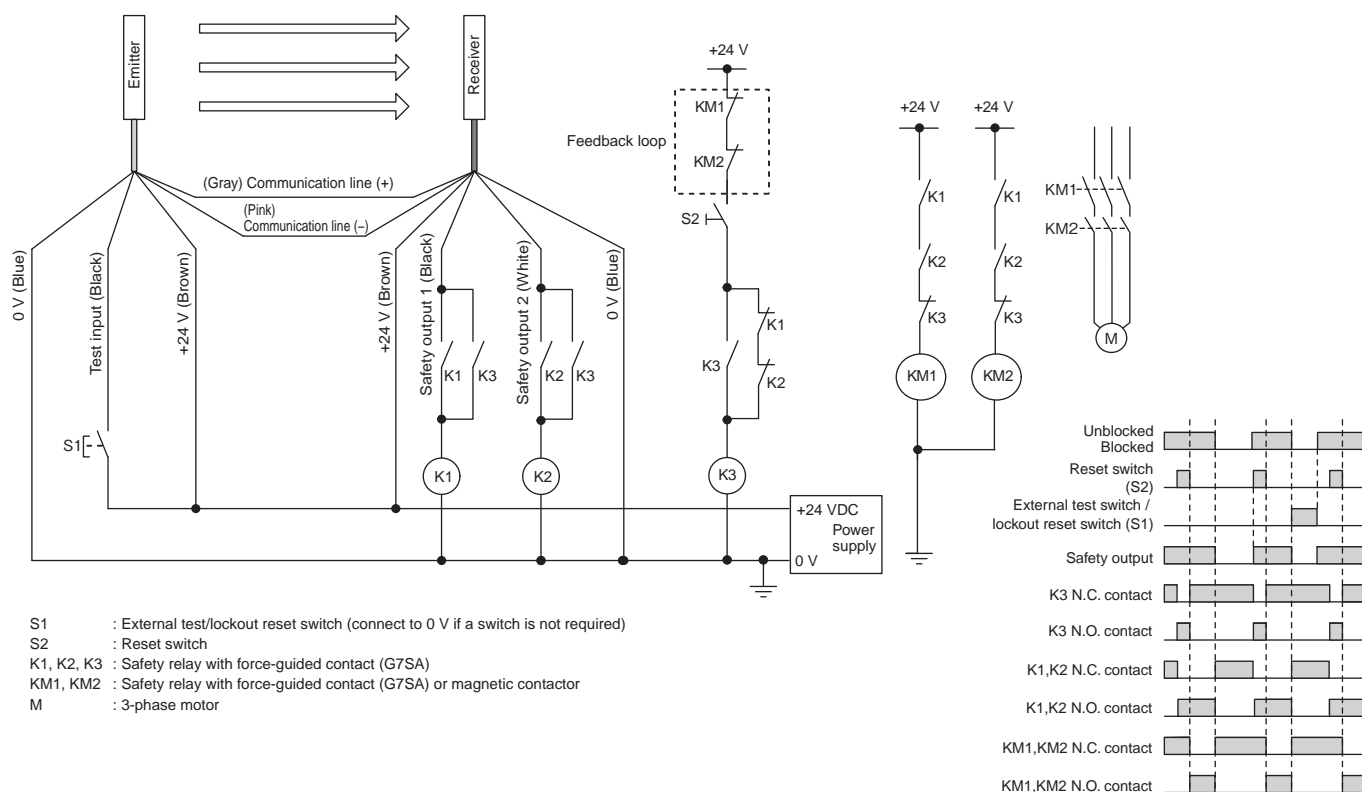 Emitter
Receiver
(Gray) Communication line (+)
(Pink)
Communication line (−)
0 V (Blue)
Test input (Black)
+24 V (Brown)
+24 V (Brown)
Safety output 1 (Black)
Safety output 2 (White)
0 V (Blue)
S1
K1
K3
K2
K3
K1
K2
+24 V
KM1
Feedback loop
KM2
S2
K1
K3
K2
K3
+24 VDC
Power
supply
0 V
+24 V
+24 V
K1
K1
K2
K2
K3
K3
KM1
KM2
KM1
KM2
M
S1 : External test/lockout reset switch (connect to 0 V if a switch is not required)
S2 : Reset switch
K1, K2, K3 : Safety relay with force-guided contact (G7SA)
KM1, KM2 : Safety relay with force-guided contact (G7SA) or magnetic contactor
M : 3-phase motor
Unblocked
Blocked
Reset switch
(S2)
External test switch /
lockout reset switch (S1)
Safety output
K3 N.C. contact
K3 N.O. contact
K1,K2 N.C. contact
K1,K2 N.O. contact
KM1,KM2 N.C. contact
KM1,KM2 N.O. contact